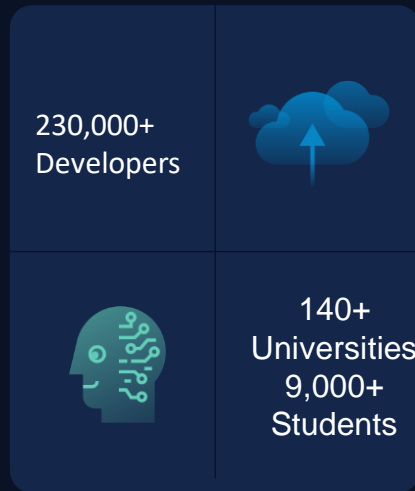 230,000+
Developers
140+
Universities
9,000+
Students